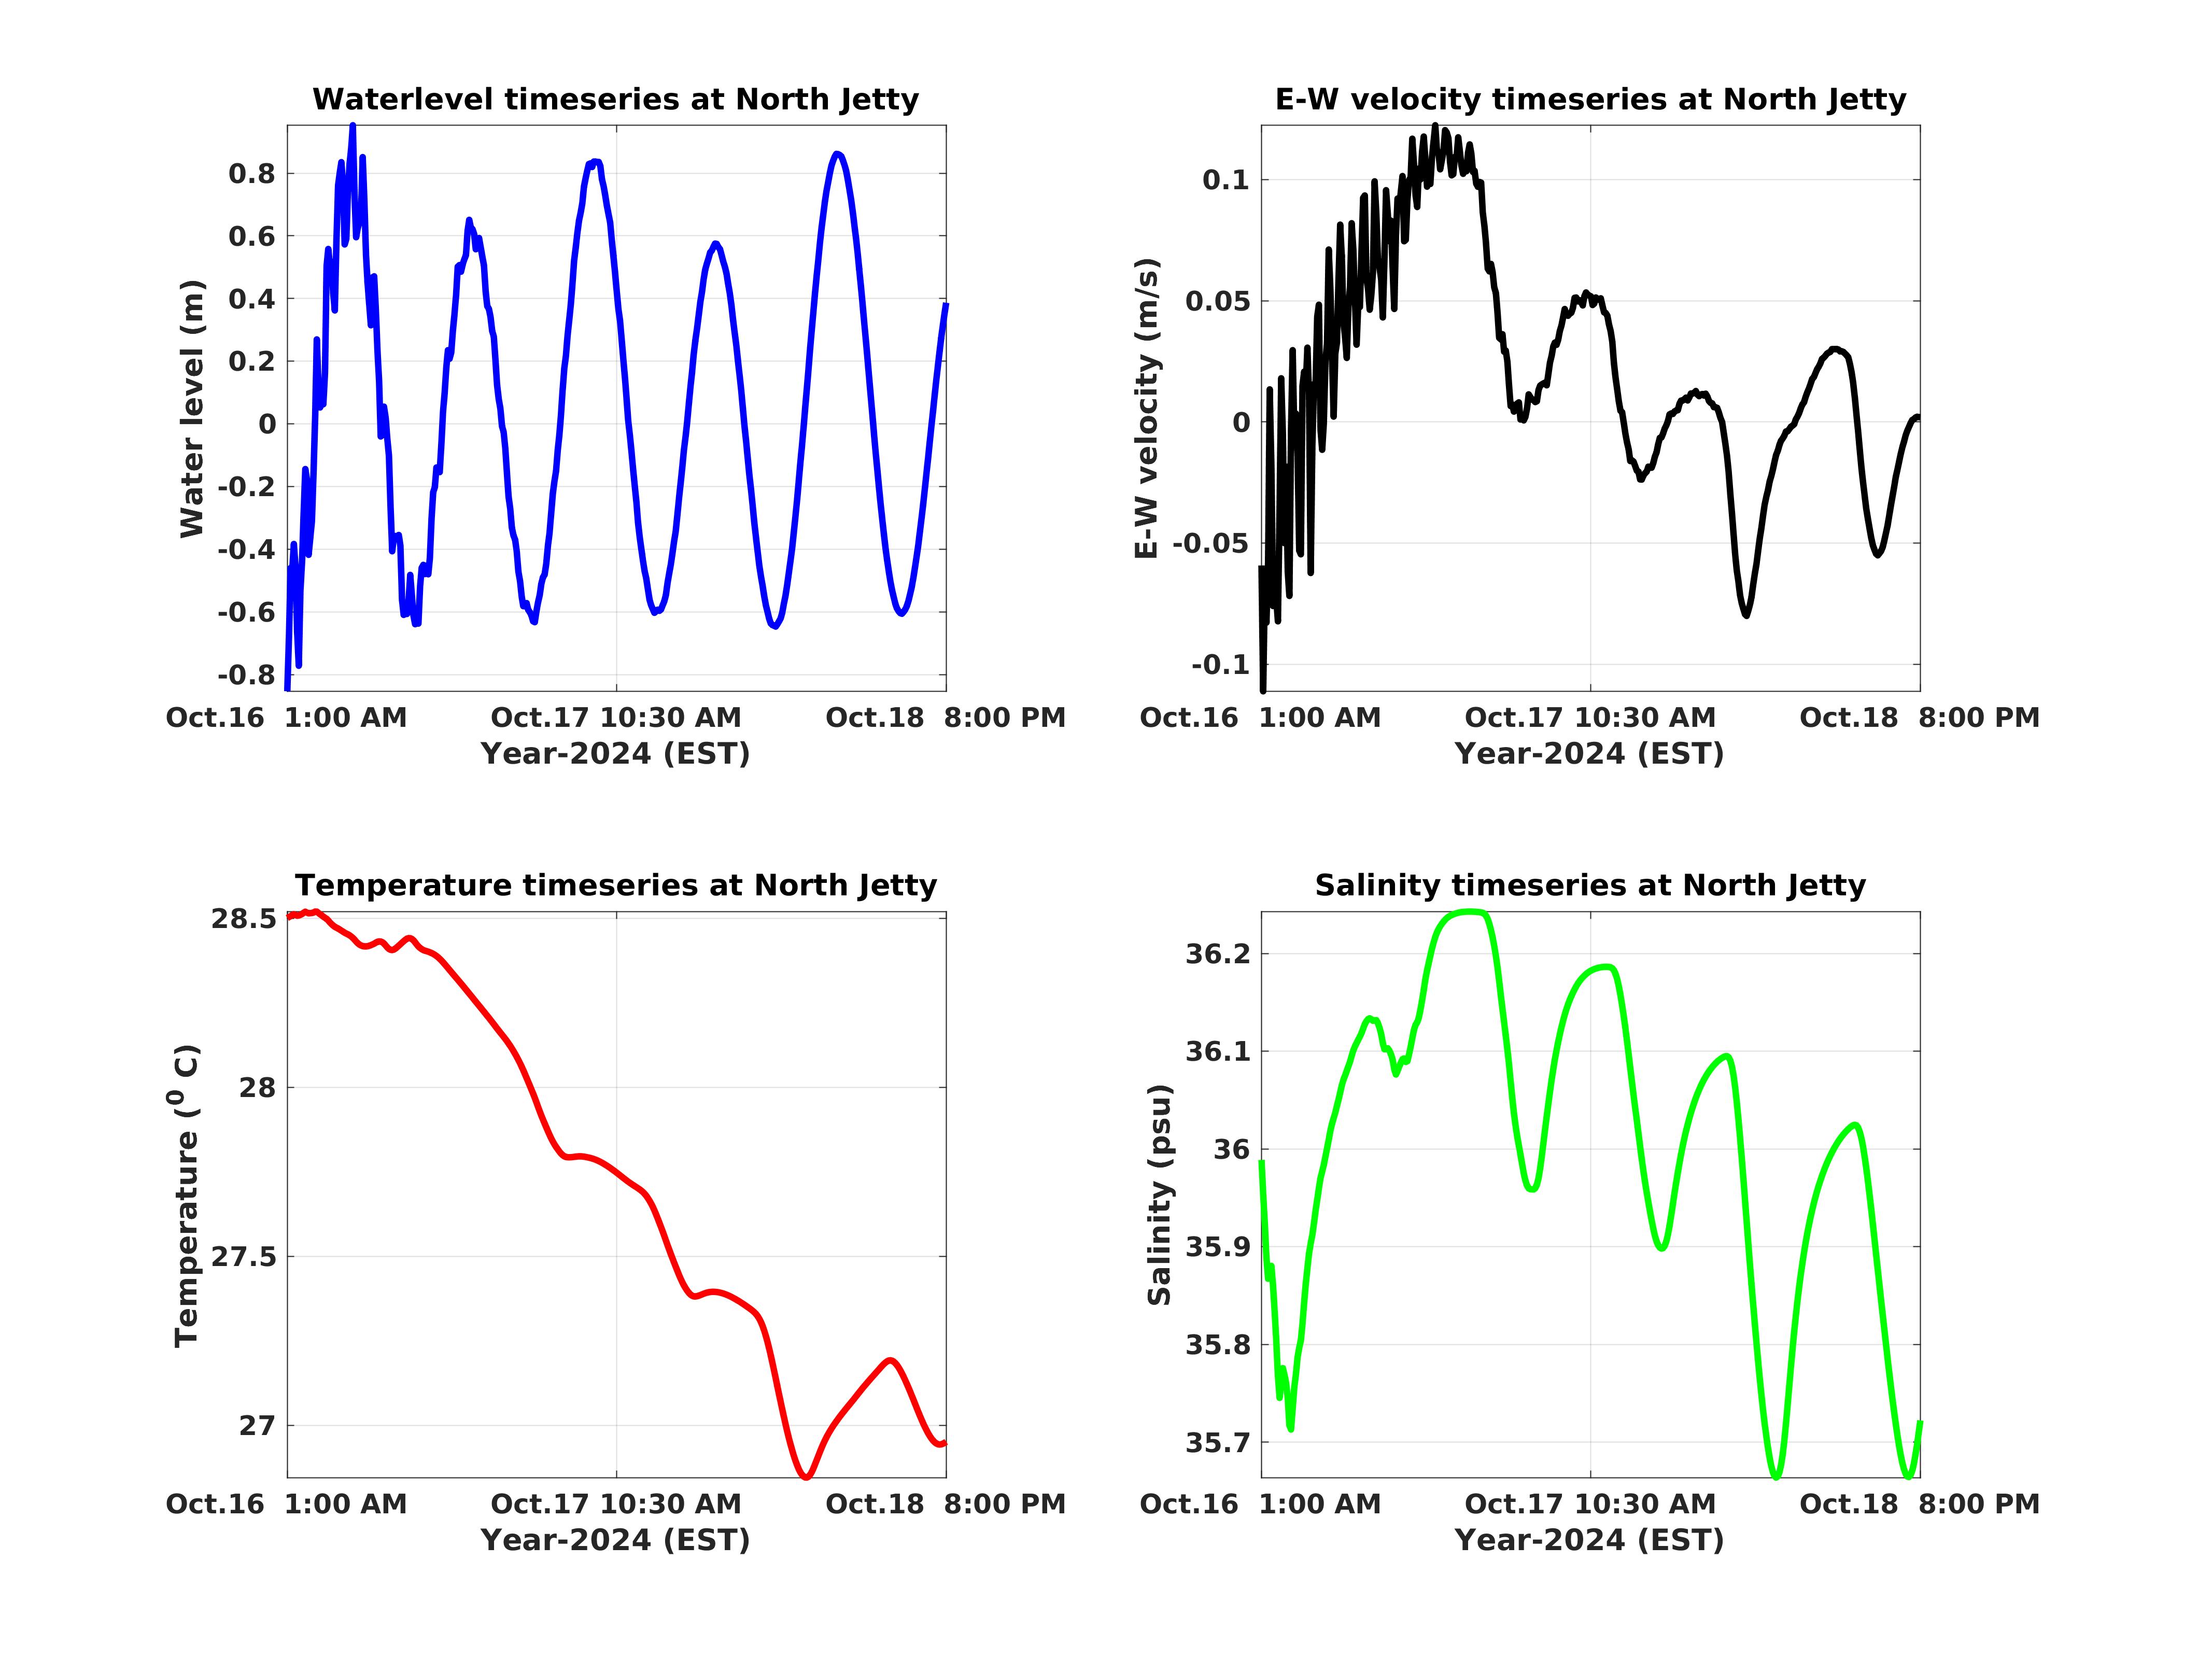 Waterlevel timeseries at North Jetty
0.8
0.6
0.4
0.2
0
-0.2
-0.4
-0.6
-0.8
Water level (m)
Oct.16 1:00 AM Oct.17 10:30 AM Oct.18 8:00 PM
Year-2024 (EST)
E-W velocity timeseries at North Jetty
0.1
0.05
0
-0.05
-0.1
E-W velocity (m/s)
Oct.16 1:00 AM Oct.17 10:30 AM Oct.18 8:00 PM
Year-2024 (EST)
Temperature timeseries at North Jetty
28.5
28
27.5
27
Temperature (⁰ C)
Oct.16 1:00 AM Oct.17 10:30 AM Oct.18 8:00 PM
Year-2024 (EST)
Salinity timeseries at North Jetty
36.2
36.1
36
35.9
35.8
35.7
Salinity (psu)
Oct.16 1:00 AM Oct.17 10:30 AM Oct.18 8:00 PM
Year-2024 (EST)